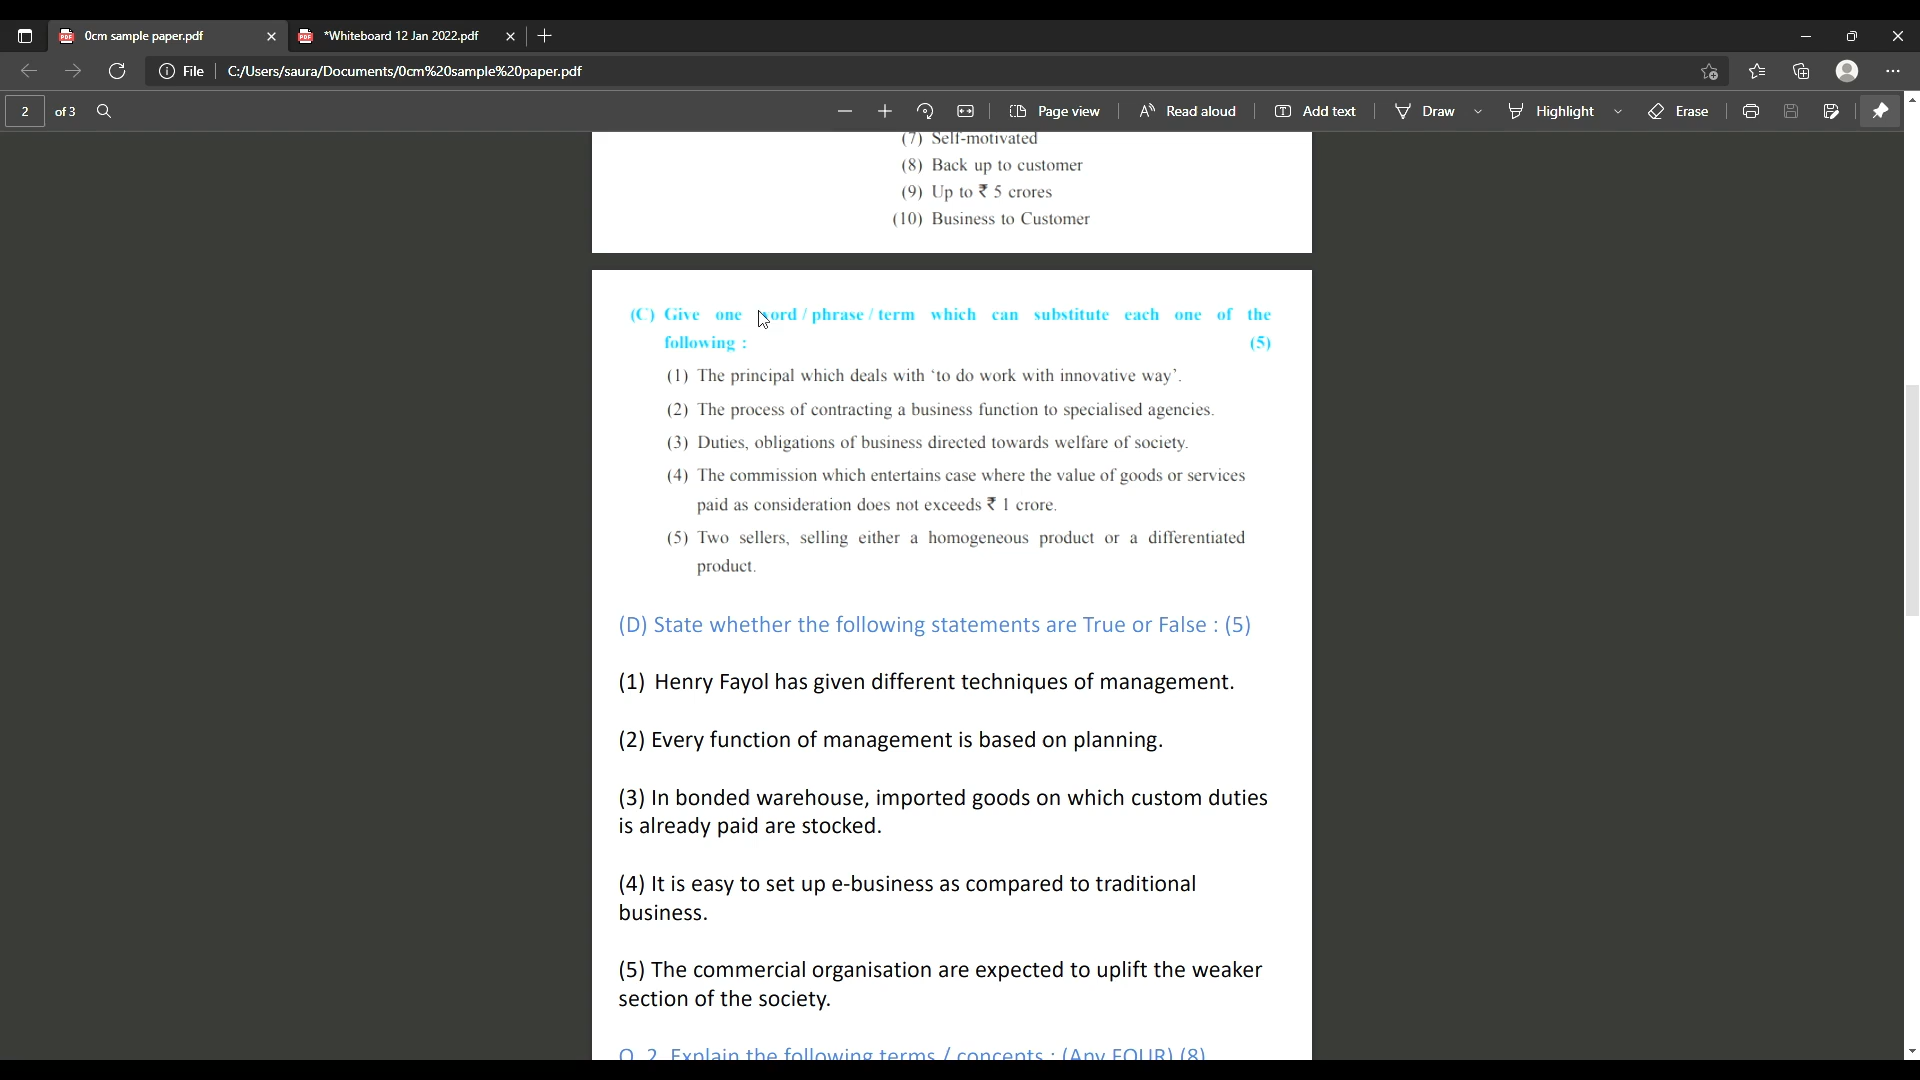 0cm sample paper.pdf
*Whiteboard 12 Jan 2022.pdf
File
C:/Users/saura/Documents/0cm%20sample%20paper.pdf
2 of 3
Page view
Read aloud
Add text
Draw
Highlight
Erase
(7) Self-motivated
(8) Back up to customer
(9) Up to ₹ 5 crores
(10) Business to Customer
(C) Give one word / phrase / term which can substitute each one of the
following : (5)
(1) The principal which deals with ‘to do work with innovative way’.
(2) The process of contracting a business function to specialised agencies.
(3) Duties, obligations of business directed towards welfare of society.
(4) The commission which entertains case where the value of goods or services
paid as consideration does not exceeds ₹ 1 crore.
(5) Two sellers, selling either a homogeneous product or a differentiated
product.
(D) State whether the following statements are True or False : (5)
(1) Henry Fayol has given different techniques of management.
(2) Every function of management is based on planning.
(3) In bonded warehouse, imported goods on which custom duties
is already paid are stocked.
(4) It is easy to set up e-business as compared to traditional
business.
(5) The commercial organisation are expected to uplift the weaker
section of the society.
Q. 2. Explain the following terms / concepts : (Any FOUR) (8)